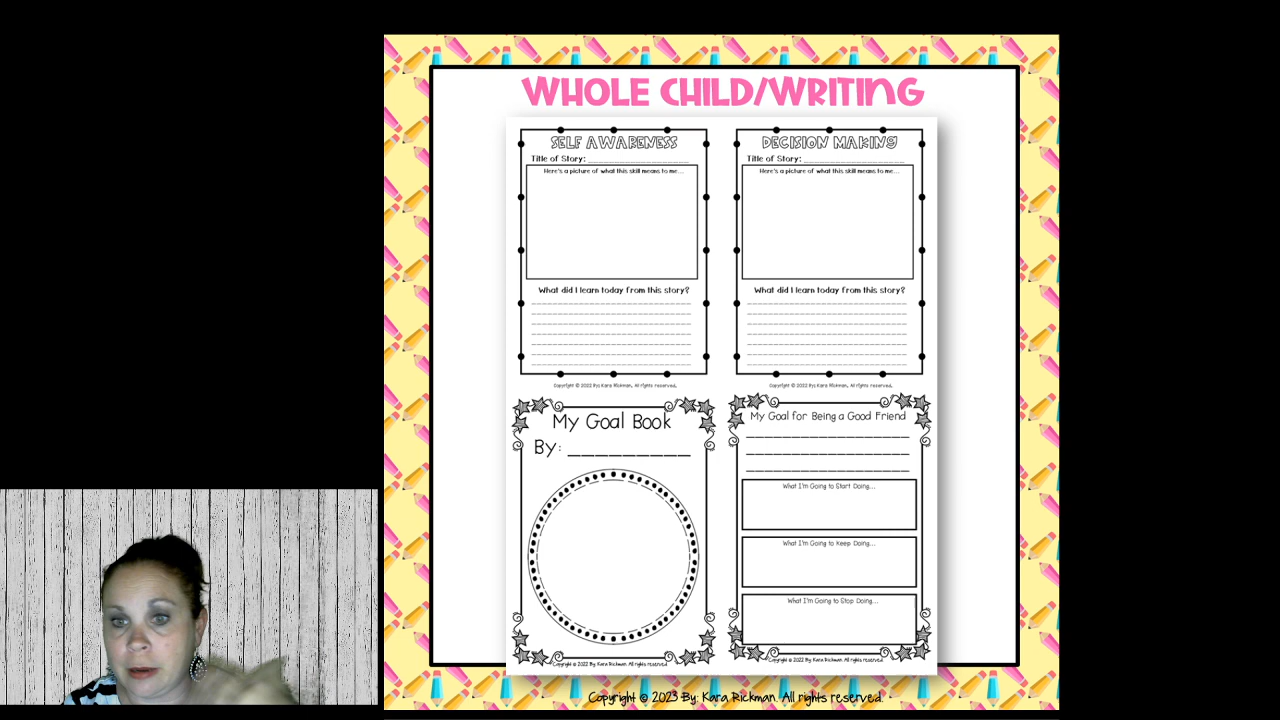 WHOLE CHILD/WRITING
SELF AWARENESS
Title of Story: ____________________
Here's a picture of what this skill means to me...
What did I learn today from this story?
Copyright © 2022 By: Kara Rickman. All rights reserved.
DECISION MAKING
Title of Story: ____________________
Here's a picture of what this skill means to me...
What did I learn today from this story?
Copyright © 2022 By: Kara Rickman. All rights reserved.
My Goal Book
By: _________
Copyright © 2022 By: Kara Rickman. All rights reserved
My Goal for Being a Good Friend
What I'm Going to Start Doing...
What I'm Going to Keep Doing...
What I'm Going to Stop Doing...
Copyright © 2022 By: Kara Rickman. All rights reserved.
Copyright © 2023 By: Kara Rickman. All rights reserved.